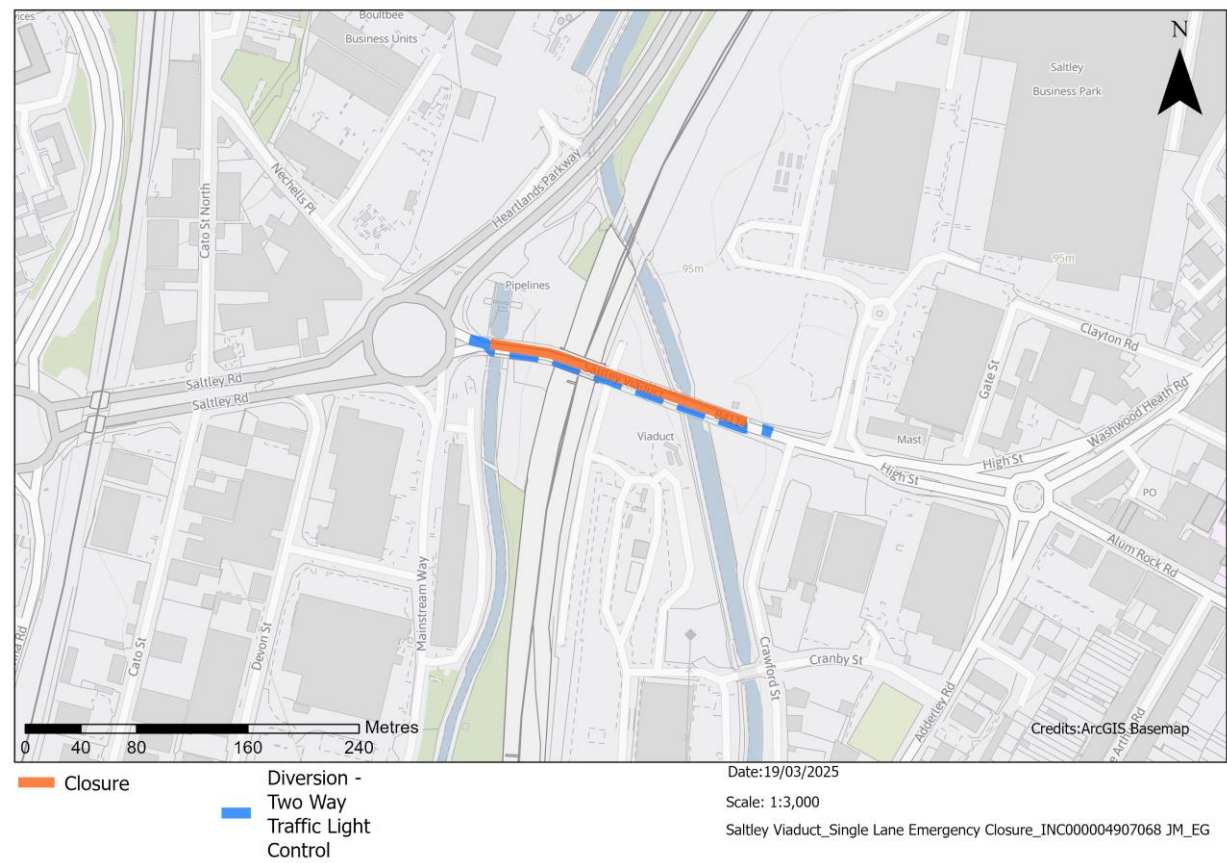 Boultbee
Business Units
N
Saltley
Business Park
Heartlands Parkway
Nechells Pl
Cato St North
95m
95m
Pipelines
Clayton Rd
Gate St
Washwood Heath Rd
Saltley Rd
Saltley Rd
Saltley Viaduct
Viaduct
Mast
High St
High St
PO
Alum Rock Rd
Mainstream Way
Devon St
Cato St
Crawford St
Cranby St
Adderley Rd
Metres
0 40 80 160 240
Credits:ArcGIS Basemap
Closure
Diversion -
Two Way
Traffic Light
Control
Date:19/03/2025
Scale: 1:3,000
Saltley Viaduct_Single Lane Emergency Closure_INC000004907068 JM_EG